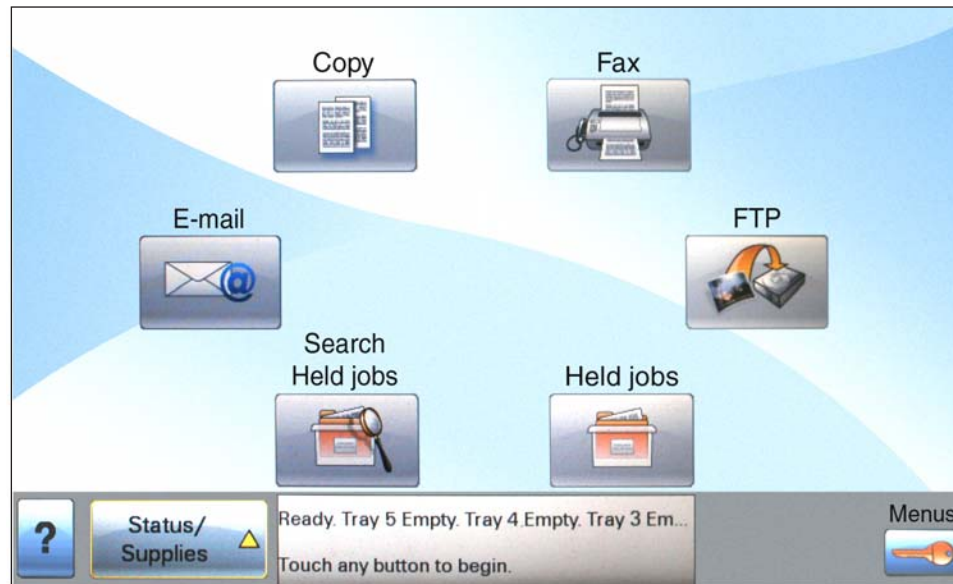 Copy
Fax
E-mail
FTP
Search
Held jobs
Held jobs
?
Status/
Supplies
Ready. Tray 5 Empty. Tray 4 Empty. Tray 3 Em...
Touch any button to begin.
Menus